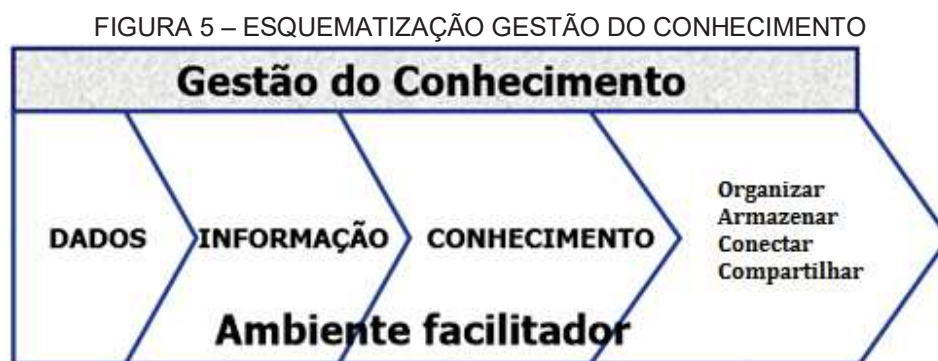 FIGURA 5 – ESQUEMATIZAÇÃO GESTÃO DO CONHECIMENTO
Gestão do Conhecimento
DADOS
INFORMAÇÃO
CONHECIMENTO
Organizar
Armazenar
Conectar
Compartilhar
Ambiente facilitador